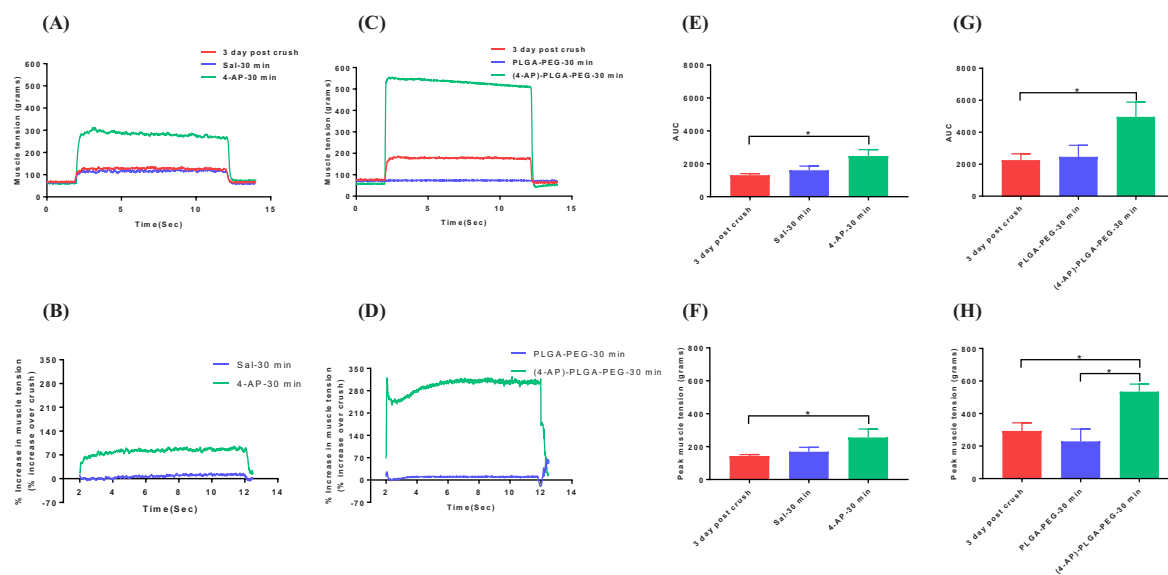 (A)
3 day post crush
Sal-30 min
4-AP-30 min
Muscle tension (grams)
600
500
400
300
200
100
0
0
5
10
15
Time(Sec)
(C)
3 day post crush
PLGA-PEG-30 min
(4-AP)-PLGA-PEG-30 min
Muscle tension (grams)
600
500
400
300
200
100
0
0
5
10
15
Time(Sec)
(E)
AUC
8000
6000
4000
2000
0
*
3 day post crush
Sal-30 min
4-AP-30 min
(G)
AUC
8000
6000
4000
2000
0
*
3 day post crush
PLGA-PEG-30 min
(4-AP)-PLGA-PEG-30 min
(B)
Sal-30 min
4-AP-30 min
% Increase in muscle tension
(% increase over crush)
350
280
210
140
70
0
-70
2
4
6
8
10
12
14
Time(Sec)
(D)
PLGA-PEG-30 min
(4-AP)-PLGA-PEG-30 min
% Increase in muscle tension
(% increase over crush)
350
280
210
140
70
0
-70
2
4
6
8
10
12
14
Time(Sec)
(F)
Peak muscle tension (grams)
800
600
400
200
0
*
3 day post crush
Sal-30 min
4-AP-30 min
(H)
Peak muscle tension (grams)
800
600
400
200
0
*
*
3 day post crush
PLGA-PEG-30 min
(4-AP)-PLGA-PEG-30 min